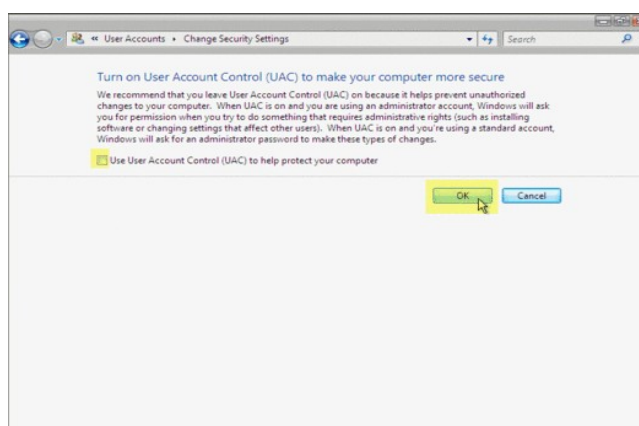 « User Accounts ▸ Change Security Settings
Search
Turn on User Account Control (UAC) to make your computer more secure
We recommend that you leave User Account Control (UAC) on because it helps prevent unauthorized
changes to your computer. When UAC is on and you are using an administrator account, Windows will ask
you for permission when you try to do something that requires administrative rights (such as installing
software or changing settings that affect other users). When UAC is on and you're using a standard account,
Windows will ask for an administrator password to make these types of changes.
Use User Account Control (UAC) to help protect your computer
OK
Cancel